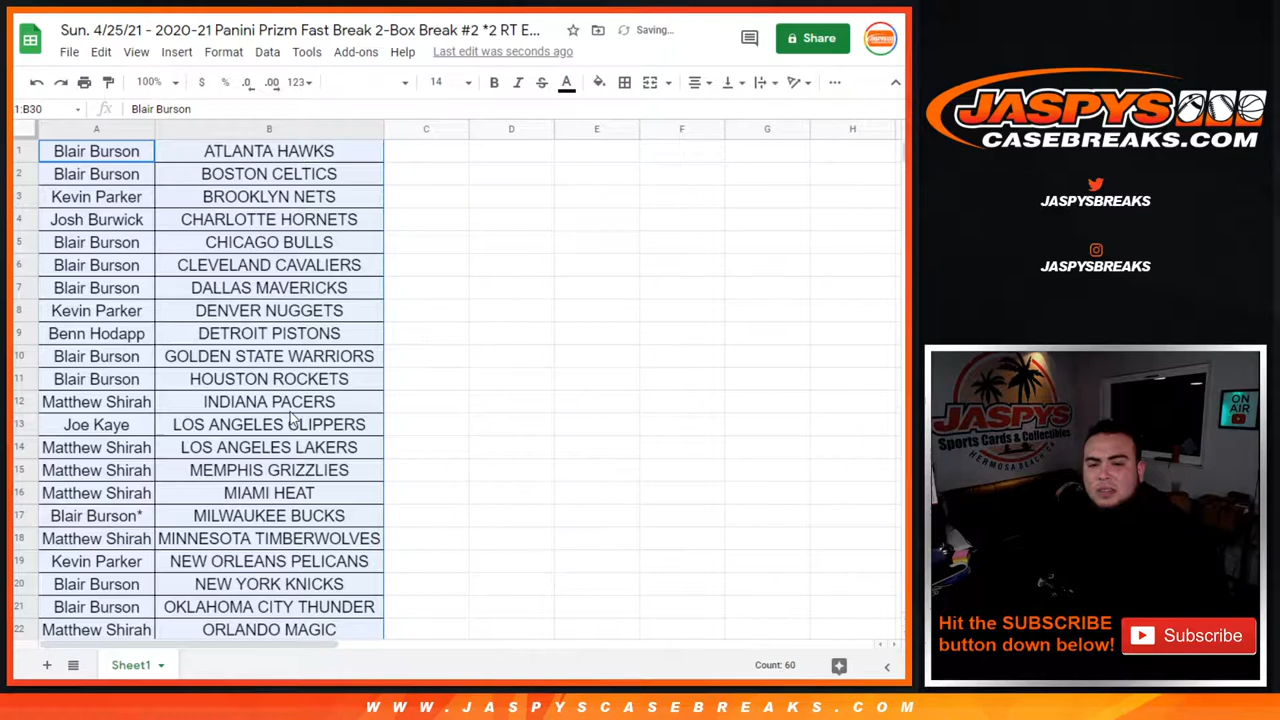 Sun. 4/25/21 - 2020-21 Panini Prizm Fast Break 2-Box Break #2 *2 RT E...
Saving...
Share
File Edit View Format Data Tools Add-ons Help Last edit was seconds ago
100% $ % .0 .00 123 14 B I S A
1:B30 fx Blair Burson
A B C D E F G H
1 Blair Burson ATLANTA HAWKS
2 Blair Burson BOSTON CELTICS
3 Kevin Parker BROOKLYN NETS
4 Josh Burwick CHARLOTTE HORNETS
5 Blair Burson CHICAGO BULLS
6 Blair Burson CLEVELAND CAVALIERS
7 Blair Burson DALLAS MAVERICKS
8 Kevin Parker DENVER NUGGETS
9 Benn Hodapp DETROIT PISTONS
10 Blair Burson GOLDEN STATE WARRIORS
11 Blair Burson HOUSTON ROCKETS
12 Matthew Shirah INDIANA PACERS
13 Joe Kaye LOS ANGELES CLIPPERS
14 Matthew Shirah LOS ANGELES LAKERS
15 Matthew Shirah MEMPHIS GRIZZLIES
16 Matthew Shirah MIAMI HEAT
17 Blair Burson* MILWAUKEE BUCKS
18 Matthew Shirah MINNESOTA TIMBERWOLVES
19 Kevin Parker NEW ORLEANS PELICANS
20 Blair Burson NEW YORK KNICKS
21 Blair Burson OKLAHOMA CITY THUNDER
22 Matthew Shirah ORLANDO MAGIC
Sheet1
Count: 60
JASPYS
CASEBREAKS.COM
JASPYSBREAKS
JASPYSBREAKS
JASPYS
Sports Cards & Collectibles
HERMOSA BEACH
ON
AIR
Hit the SUBSCRIBE
button down below!
Subscribe
WWW.JASPYSCASEBREAKS.COM